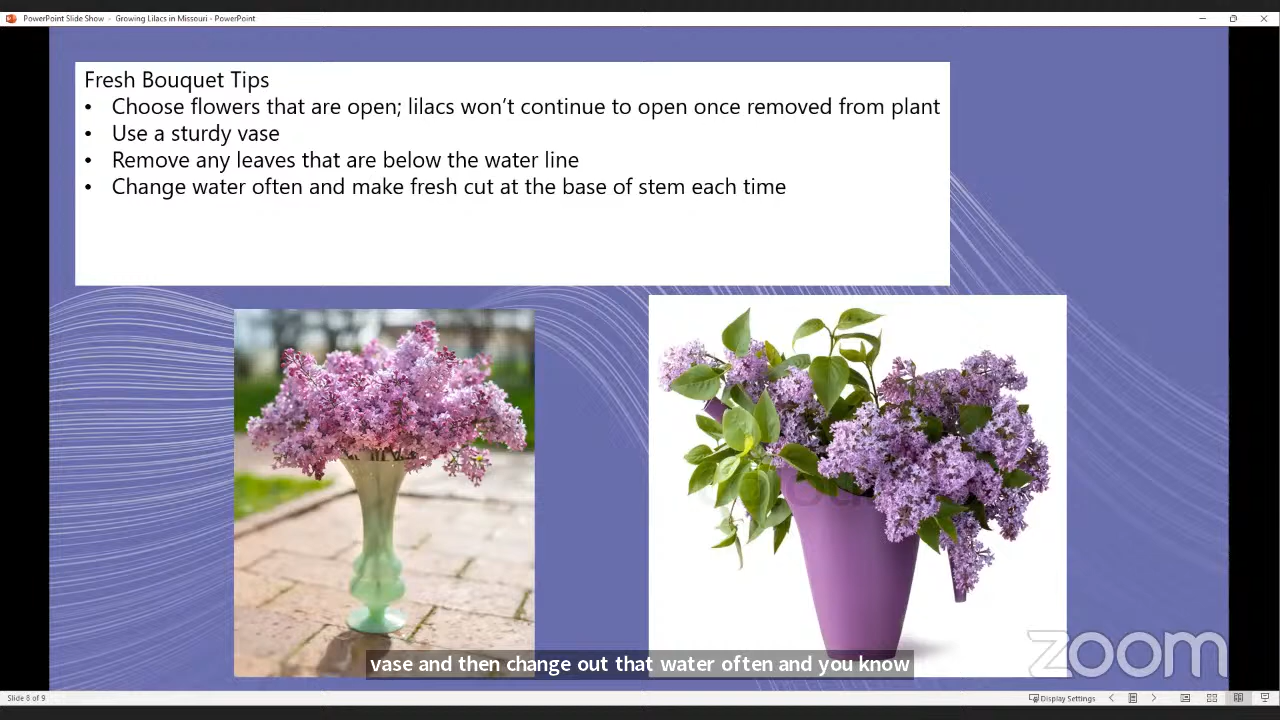 PowerPoint Slide Show - Growing Lilacs in Missouri - PowerPoint
Fresh Bouquet Tips
• Choose flowers that are open; lilacs won't continue to open once removed from plant
• Use a sturdy vase
• Remove any leaves that are below the water line
• Change water often and make fresh cut at the base of stem each time
zoom
vase and then change out that water often and you know
Slide 8 of 9
Display Settings